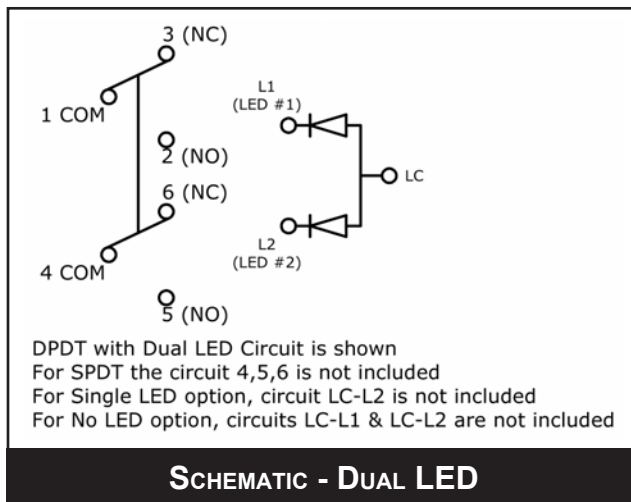 3 (NC)
1 COM
2 (NO)
6 (NC)
4 COM
5 (NO)
L1
(LED #1)
LC
L2
(LED #2)
DPDT with Dual LED Circuit is shown
For SPDT the circuit 4,5,6 is not included
For Single LED option, circuit LC-L2 is not included
For No LED option, circuits LC-L1 & LC-L2 are not included
SCHEMATIC - DUAL LED